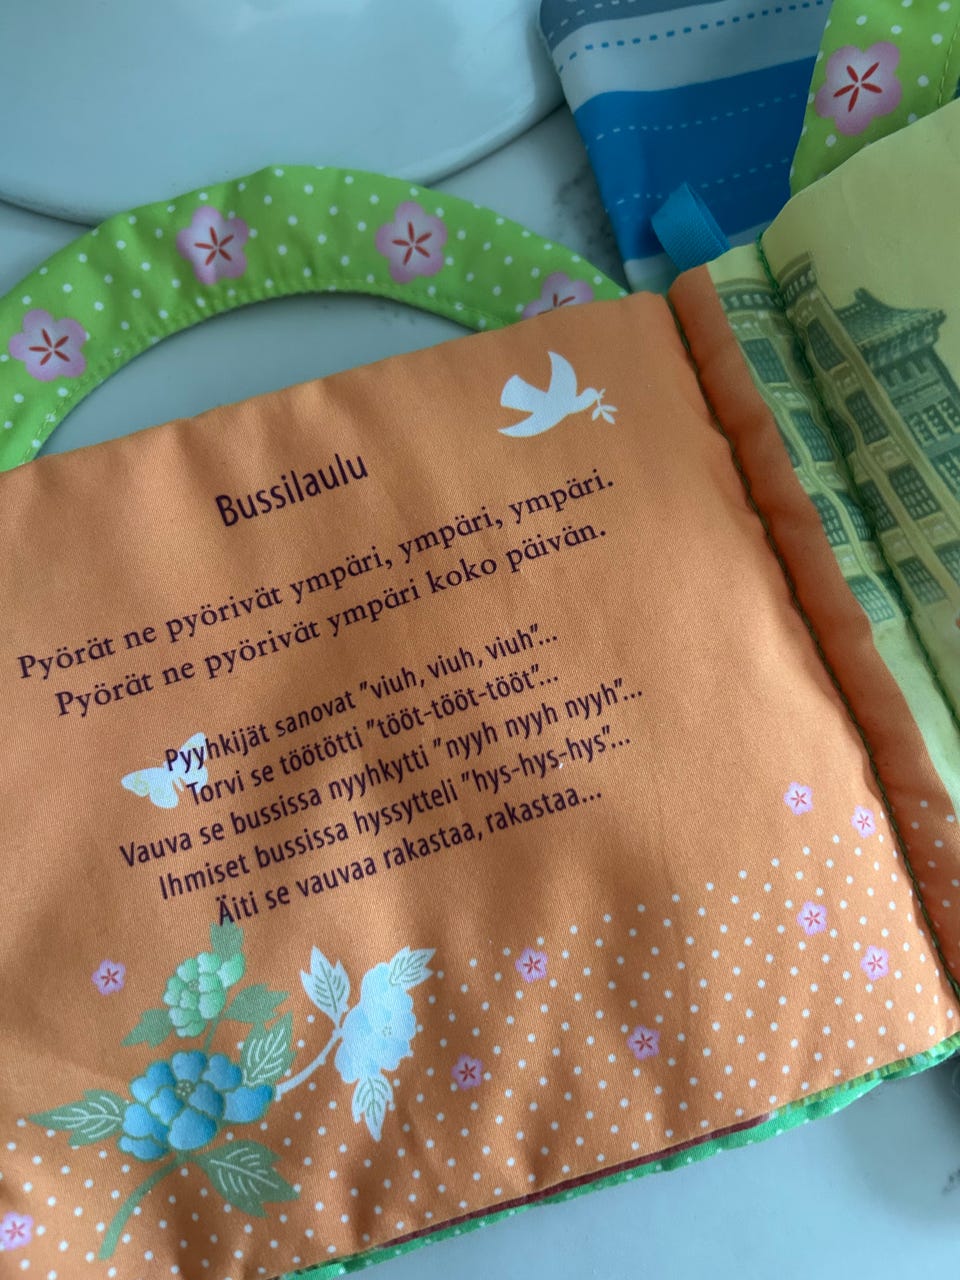 Bussilaulu
Pyörät ne pyörivät ympäri, ympäri, ympäri.
Pyörät ne pyörivät ympäri koko päivän.
Pyyhkijät sanovat ”viuh, viuh, viuh”...
Torvi se töötötti ”tööt-tööt-tööt”...
Vauva se bussissa nyyhkytti ”nyyh nyyh nyyh”...
Ihmiset bussissa hyssytteli ”hys-hys-hys”...
Äiti se vauvaa rakastaa, rakastaa...